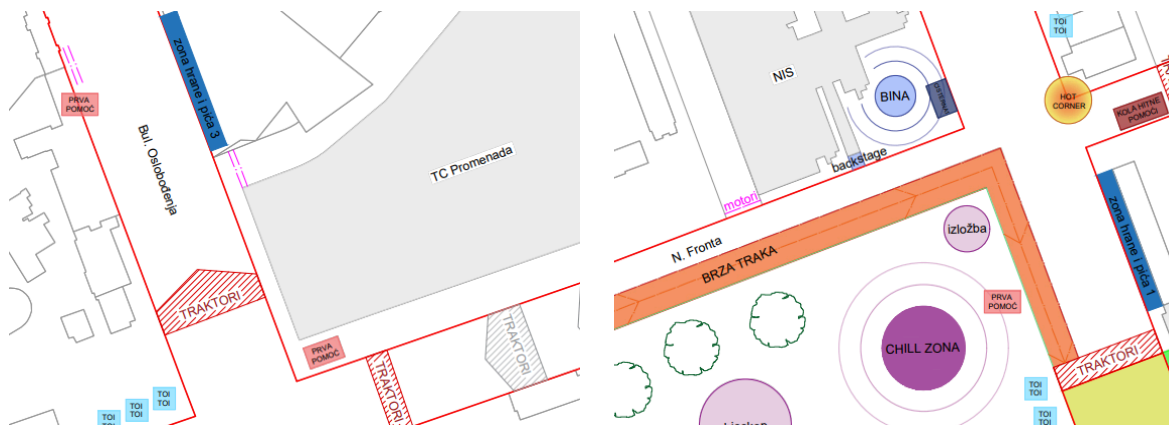 zona hrane i pića 3
PRVA
POMOĆ
Bul. Oslobođenja
TC Promenada
TRAKTORI
TRAKTORI
PRVA
POMOĆ
TRAKTORI
TOI
TOI
TOI
TOI
TOI
TOI
NIS
BINA
backstage
motori
N. Fronta
BRZA TRAKA
izložba
TOI
TOI
HOT
CORNER
KOLA HITNE
POMOĆI
zona hrane i pića 1
PRVA
POMOĆ
CHILL ZONA
TRAKTORI
TOI
TOI
TOI
TOI